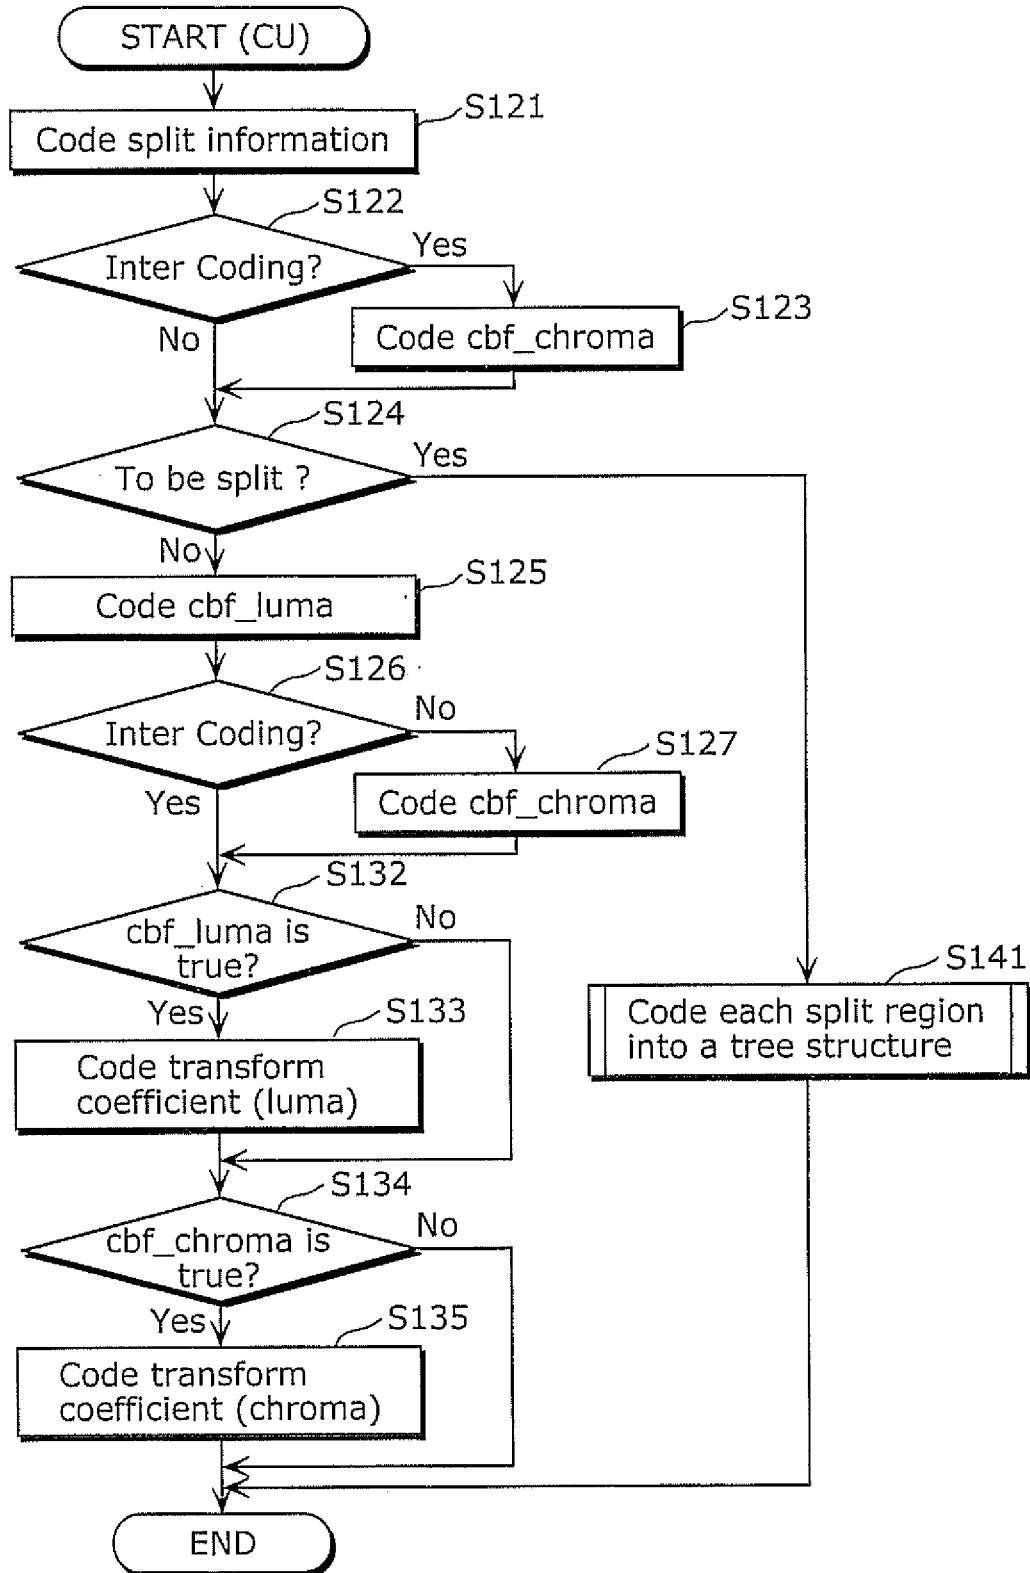 START (CU)
S121
Code split information
S122
Inter Coding?
Yes
No
S123
Code cbf_chroma
S124
To be split ?
Yes
No
S125
Code cbf_luma
S126
Inter Coding?
No
Yes
S127
Code cbf_chroma
S132
cbf_luma is
true?
No
Yes
S133
Code transform
coefficient (luma)
S141
Code each split region
into a tree structure
S134
cbf_chroma is
true?
No
Yes
S135
Code transform
coefficient (chroma)
END